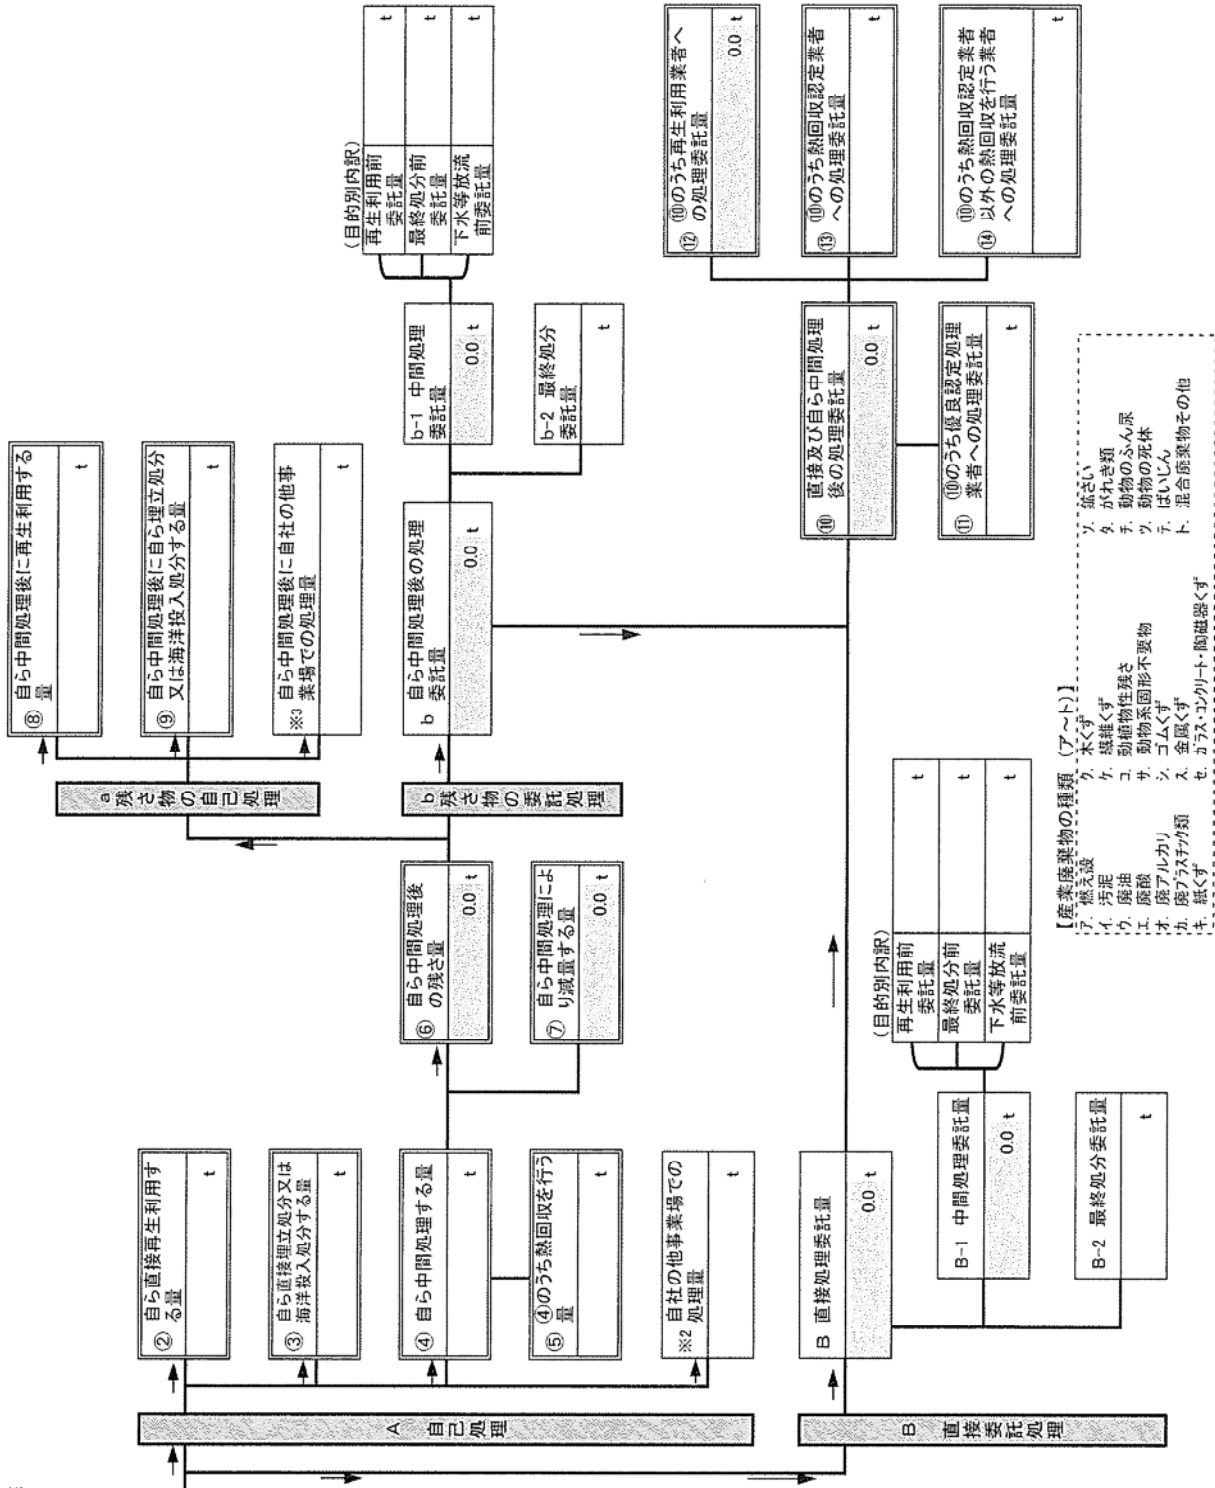 A 自己処理
② 自ら直接再生利用す
る量
t
③ 自ら直接埋立処分又は
海洋投入処分する量
t
④ 自ら中間処理する量
t
⑤ ④のうち熱回収を行う
量
t
※2 自社の他事業場での
処理量
t
⑥ 自ら中間処理後
の残さ量
0.0 t
⑦ 自ら中間処理によ
り減量する量
0.0 t
a 残さ物の自己処理
⑧ 自ら中間処理後に再生利用する
量
t
⑨ 自ら中間処理後に自ら埋立処分
又は海洋投入処分する量
t
※3 自ら中間処理後に自社の他事
業場での処理量
t
b 残さ物の委託処理
b 自ら中間処理後の処理
委託量
0.0 t
b-1 中間処理
委託量
0.0 t
b-2 最終処分
委託量
t
(目的別内訳)
再生利用前
委託量
t
最終処分前
委託量
t
下水等放流
前委託量
t
B 直接委託処理
B 直接処理委託量
0.0 t
B-1 中間処理委託量
0.0 t
B-2 最終処分委託量
t
(目的別内訳)
再生利用前
委託量
t
最終処分前
委託量
t
下水等放流
前委託量
t
⑩ 直接及び自ら中間処理
後の処理委託量
0.0 t
⑪ ⑩のうち優良認定処理
業者への処理委託量
t
⑫ ⑩のうち再生利用業者へ
の処理委託量
0.0 t
⑬ ⑩のうち熱回収認定業者
への処理委託量
t
⑭ ⑩のうち熱回収認定業者
以外の熱回収を行う業者
への処理委託量
t
【産業廃棄物の種類 (ア～ト)】
ア. 燃え殻
イ. 汚泥
ウ. 廃油
エ. 廃酸
オ. 廃アルカリ
カ. 廃プラスチック類
キ. 紙くず
ク. 木くず
ケ. 繊維くず
コ. 動植物性残さ
サ. 動物系固形不要物
シ. ゴムくず
ス. 金属くず
セ. ガラス・コンクリート・陶磁器くず
ソ. 鉱さい
タ. がれき類
チ. 動物のふん尿
ツ. 動物の死体
テ. ばいじん
ト. 混合廃棄物その他